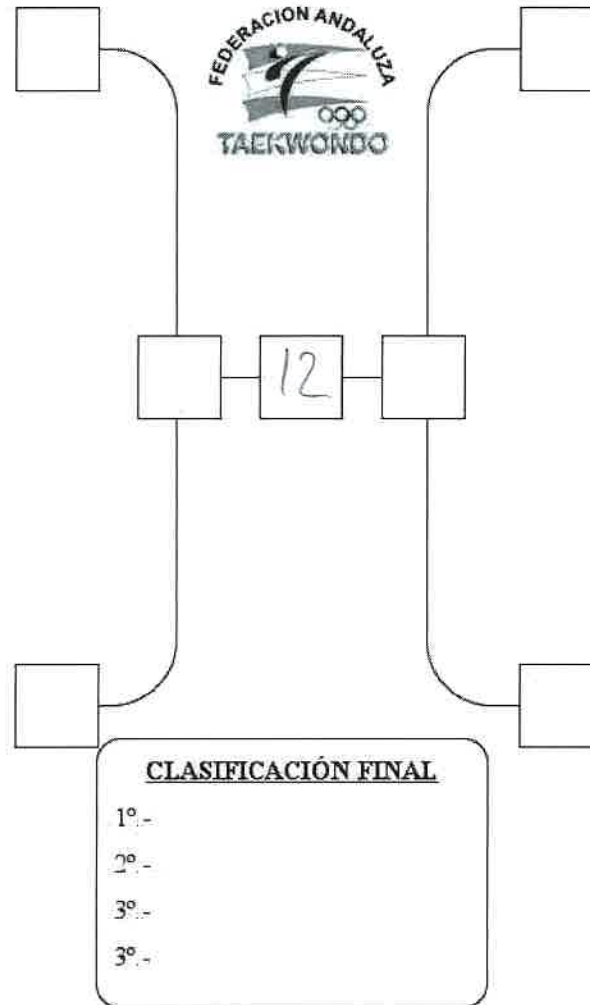 FEDERACION ANDALUZA
TAEKWONDO
12
CLASIFICACIÓN FINAL
1º.-
2º.-
3º.-
3º.-